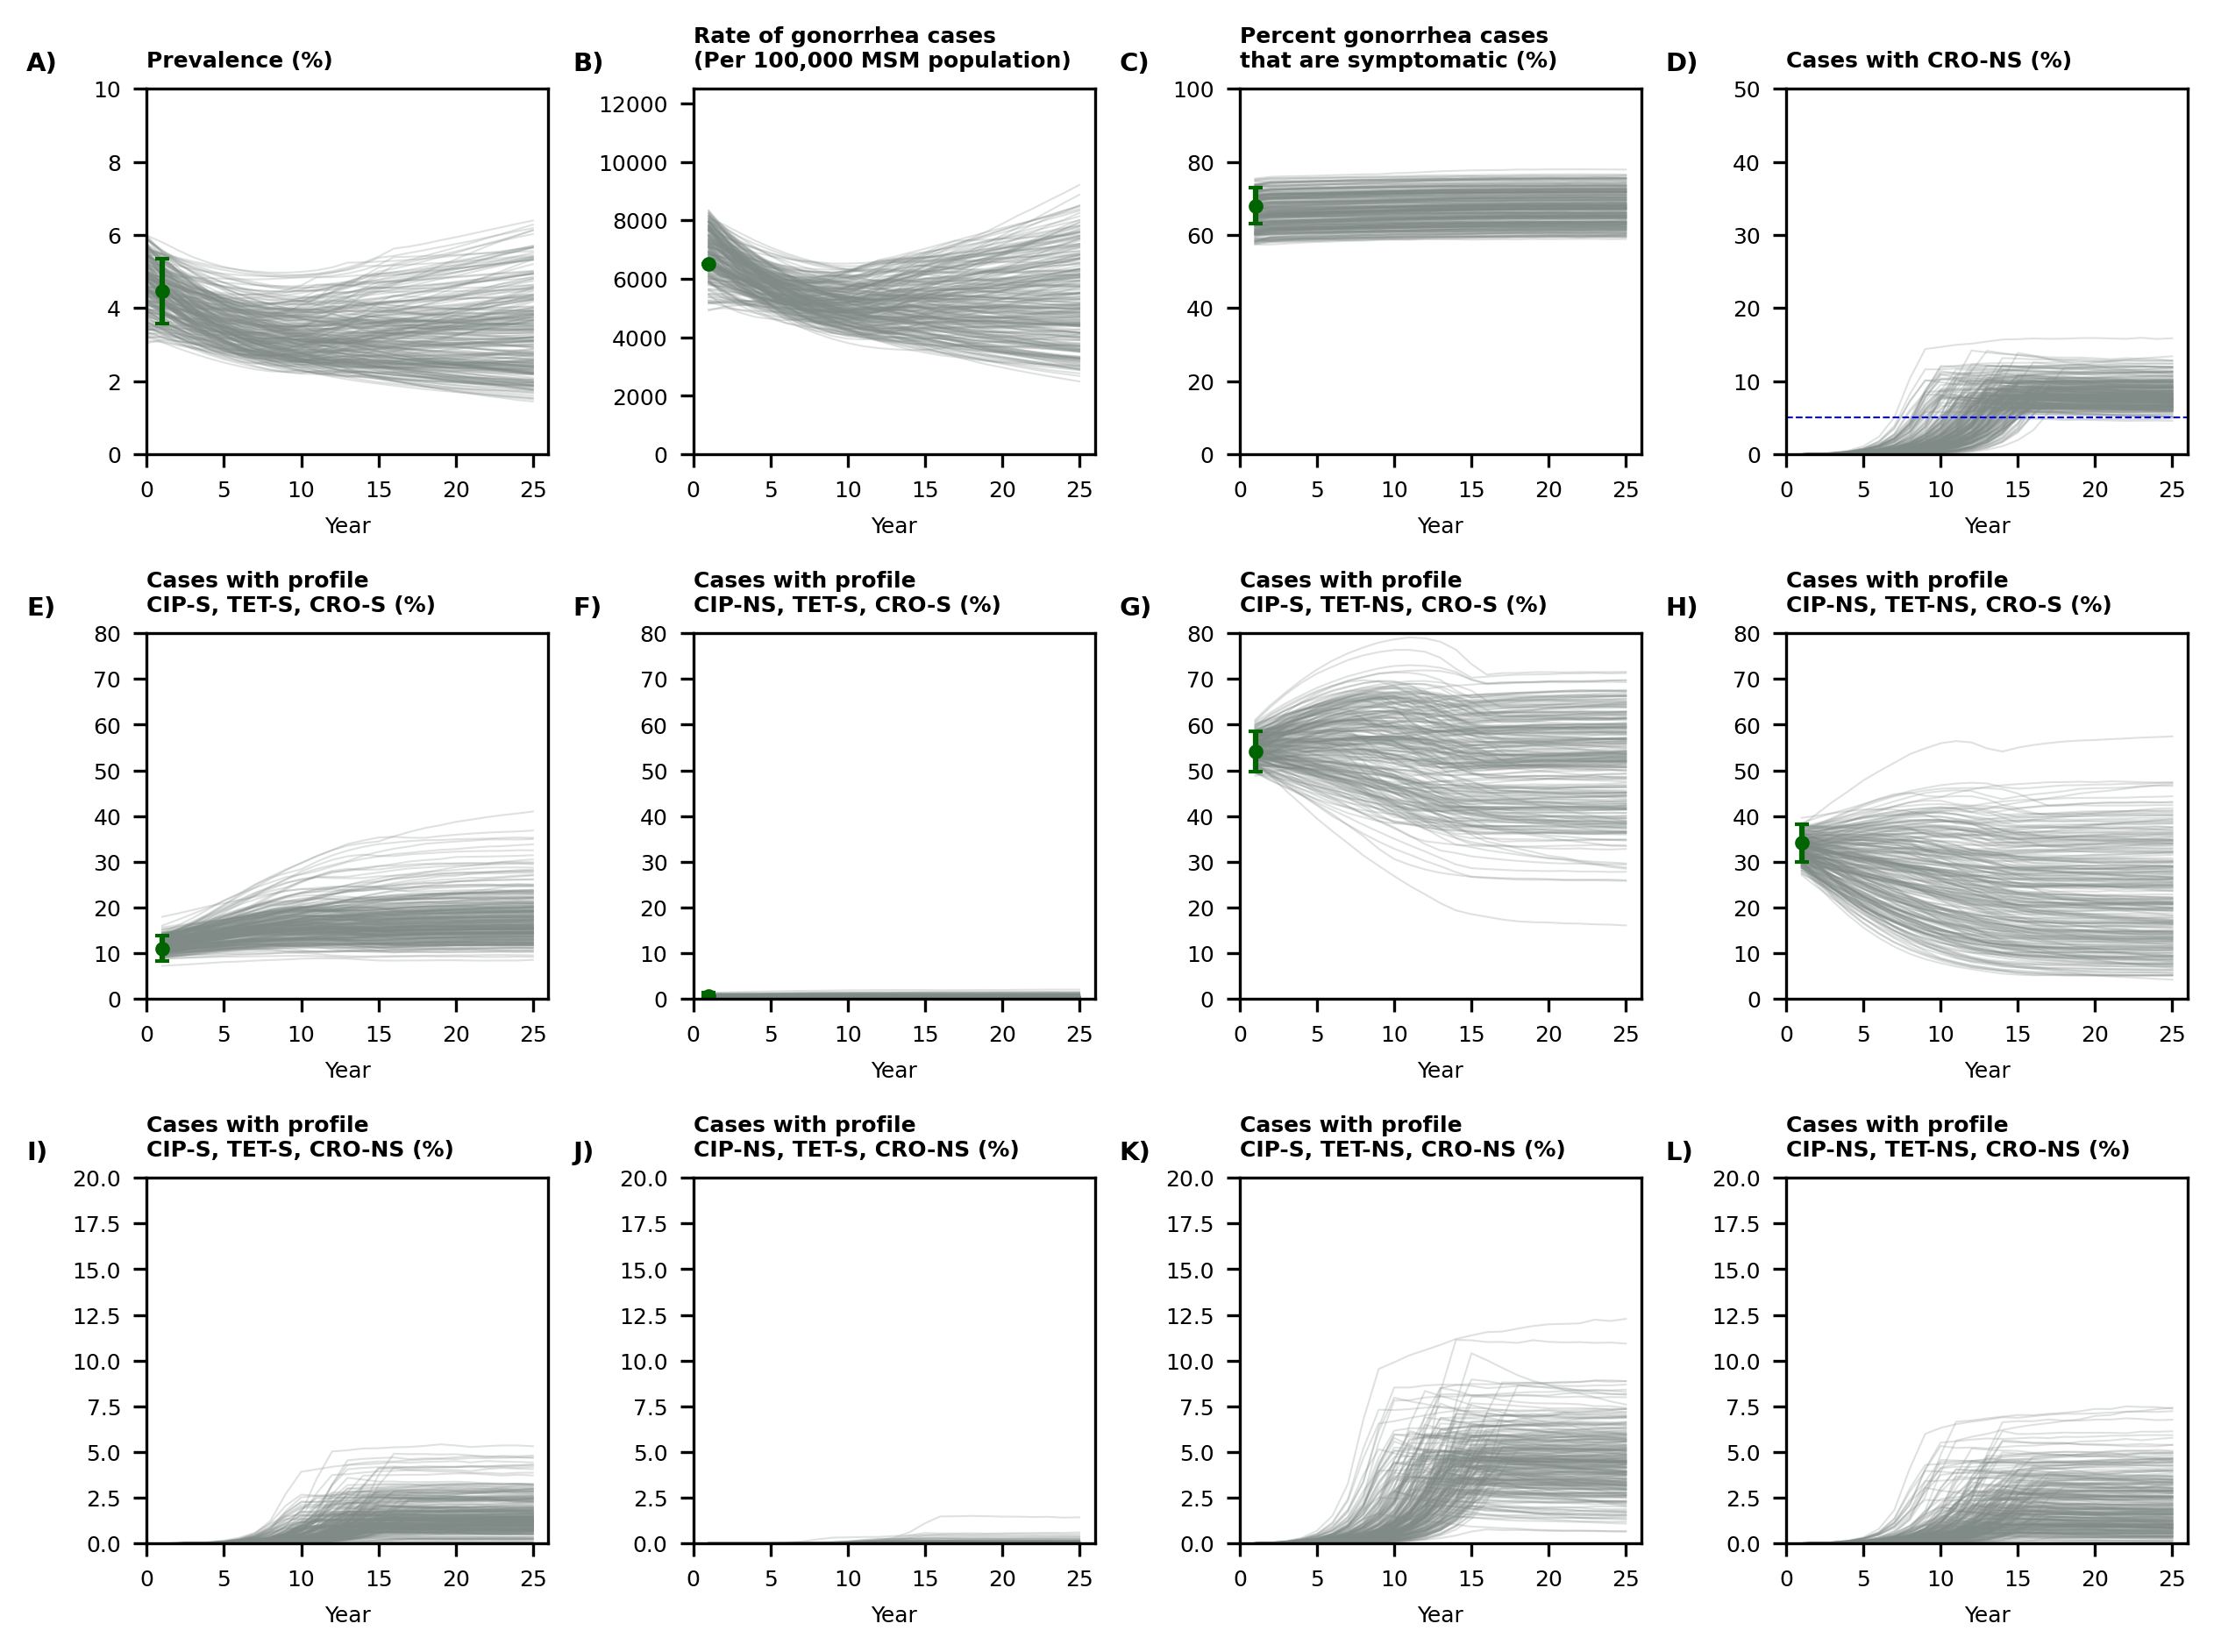 A)
Prevalence (%)
10
8
6
4
2
0
0 5 10 15 20 25
Year
B)
Rate of gonorrhea cases
(Per 100,000 MSM population)
12000
10000
8000
6000
4000
2000
0
0 5 10 15 20 25
Year
C)
Percent gonorrhea cases
that are symptomatic (%)
100
80
60
40
20
0
0 5 10 15 20 25
Year
D)
Cases with CRO-NS (%)
50
40
30
20
10
0
0 5 10 15 20 25
Year
E)
Cases with profile
CIP-S, TET-S, CRO-S (%)
80
70
60
50
40
30
20
10
0
0 5 10 15 20 25
Year
F)
Cases with profile
CIP-NS, TET-S, CRO-S (%)
80
70
60
50
40
30
20
10
0
0 5 10 15 20 25
Year
G)
Cases with profile
CIP-S, TET-NS, CRO-S (%)
80
70
60
50
40
30
20
10
0
0 5 10 15 20 25
Year
H)
Cases with profile
CIP-NS, TET-NS, CRO-S (%)
80
70
60
50
40
30
20
10
0
0 5 10 15 20 25
Year
I)
Cases with profile
CIP-S, TET-S, CRO-NS (%)
20.0
17.5
15.0
12.5
10.0
7.5
5.0
2.5
0.0
0 5 10 15 20 25
Year
J)
Cases with profile
CIP-NS, TET-S, CRO-NS (%)
20.0
17.5
15.0
12.5
10.0
7.5
5.0
2.5
0.0
0 5 10 15 20 25
Year
K)
Cases with profile
CIP-S, TET-NS, CRO-NS (%)
20.0
17.5
15.0
12.5
10.0
7.5
5.0
2.5
0.0
0 5 10 15 20 25
Year
L)
Cases with profile
CIP-NS, TET-NS, CRO-NS (%)
20.0
17.5
15.0
12.5
10.0
7.5
5.0
2.5
0.0
0 5 10 15 20 25
Year